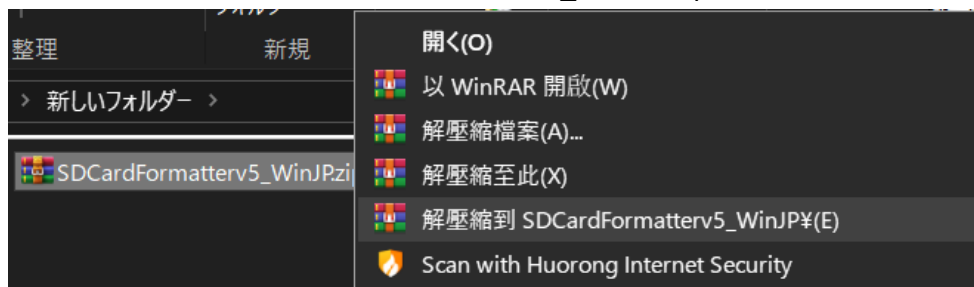 整理
新規
> 新しいフォルダー >
SDCardFormatterv5_WinJP.zip
開く(O)
以 WinRAR 開啟(W)
解壓縮檔案(A)...
解壓縮至此(X)
解壓縮到 SDCardFormatterv5_WinJP¥(E)
Scan with Huorong Internet Security